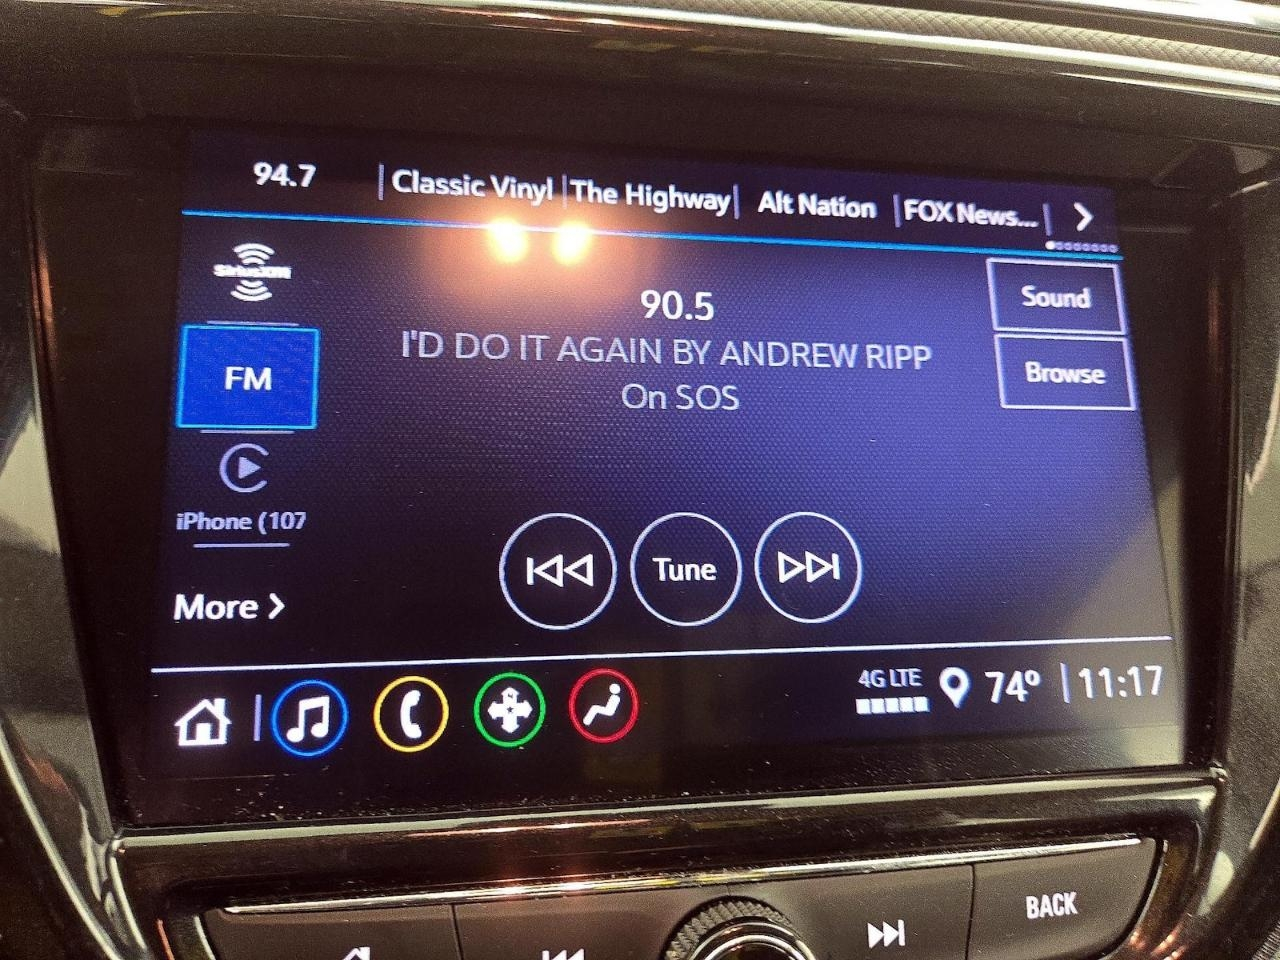 94.7 Classic Vinyl The Highway Alt Nation FOX News...
SiriusXM
FM
iPhone (107
More
90.5
I'D DO IT AGAIN BY ANDREW RIPP
On SOS
Sound
Browse
Tune
4G LTE 74° 11:17
BACK